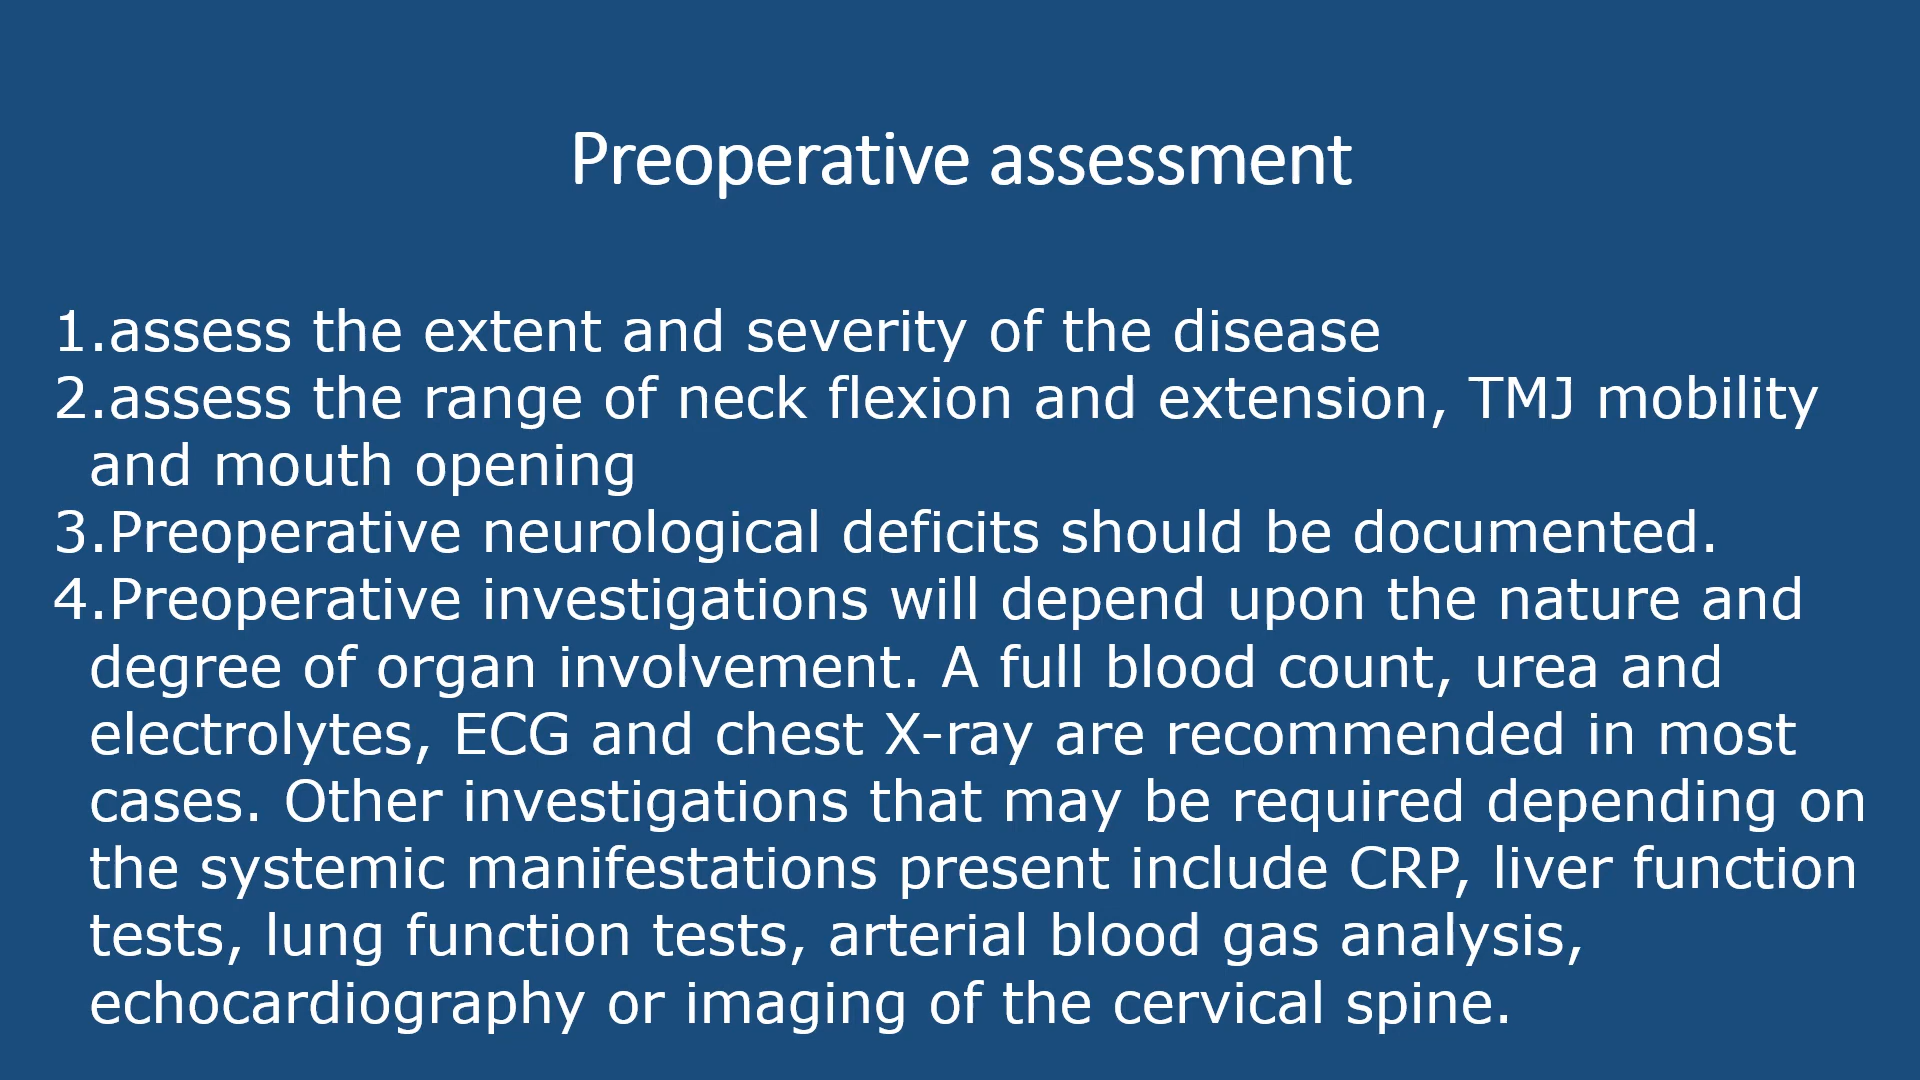 Preoperative assessment
1.assess the extent and severity of the disease
2.assess the range of neck flexion and extension, TMJ mobility
and mouth opening
3.Preoperative neurological deficits should be documented.
4.Preoperative investigations will depend upon the nature and
degree of organ involvement. A full blood count, urea and
electrolytes, ECG and chest X-ray are recommended in most
cases. Other investigations that may be required depending on
the systemic manifestations present include CRP, liver function
tests, lung function tests, arterial blood gas analysis,
echocardiography or imaging of the cervical spine.